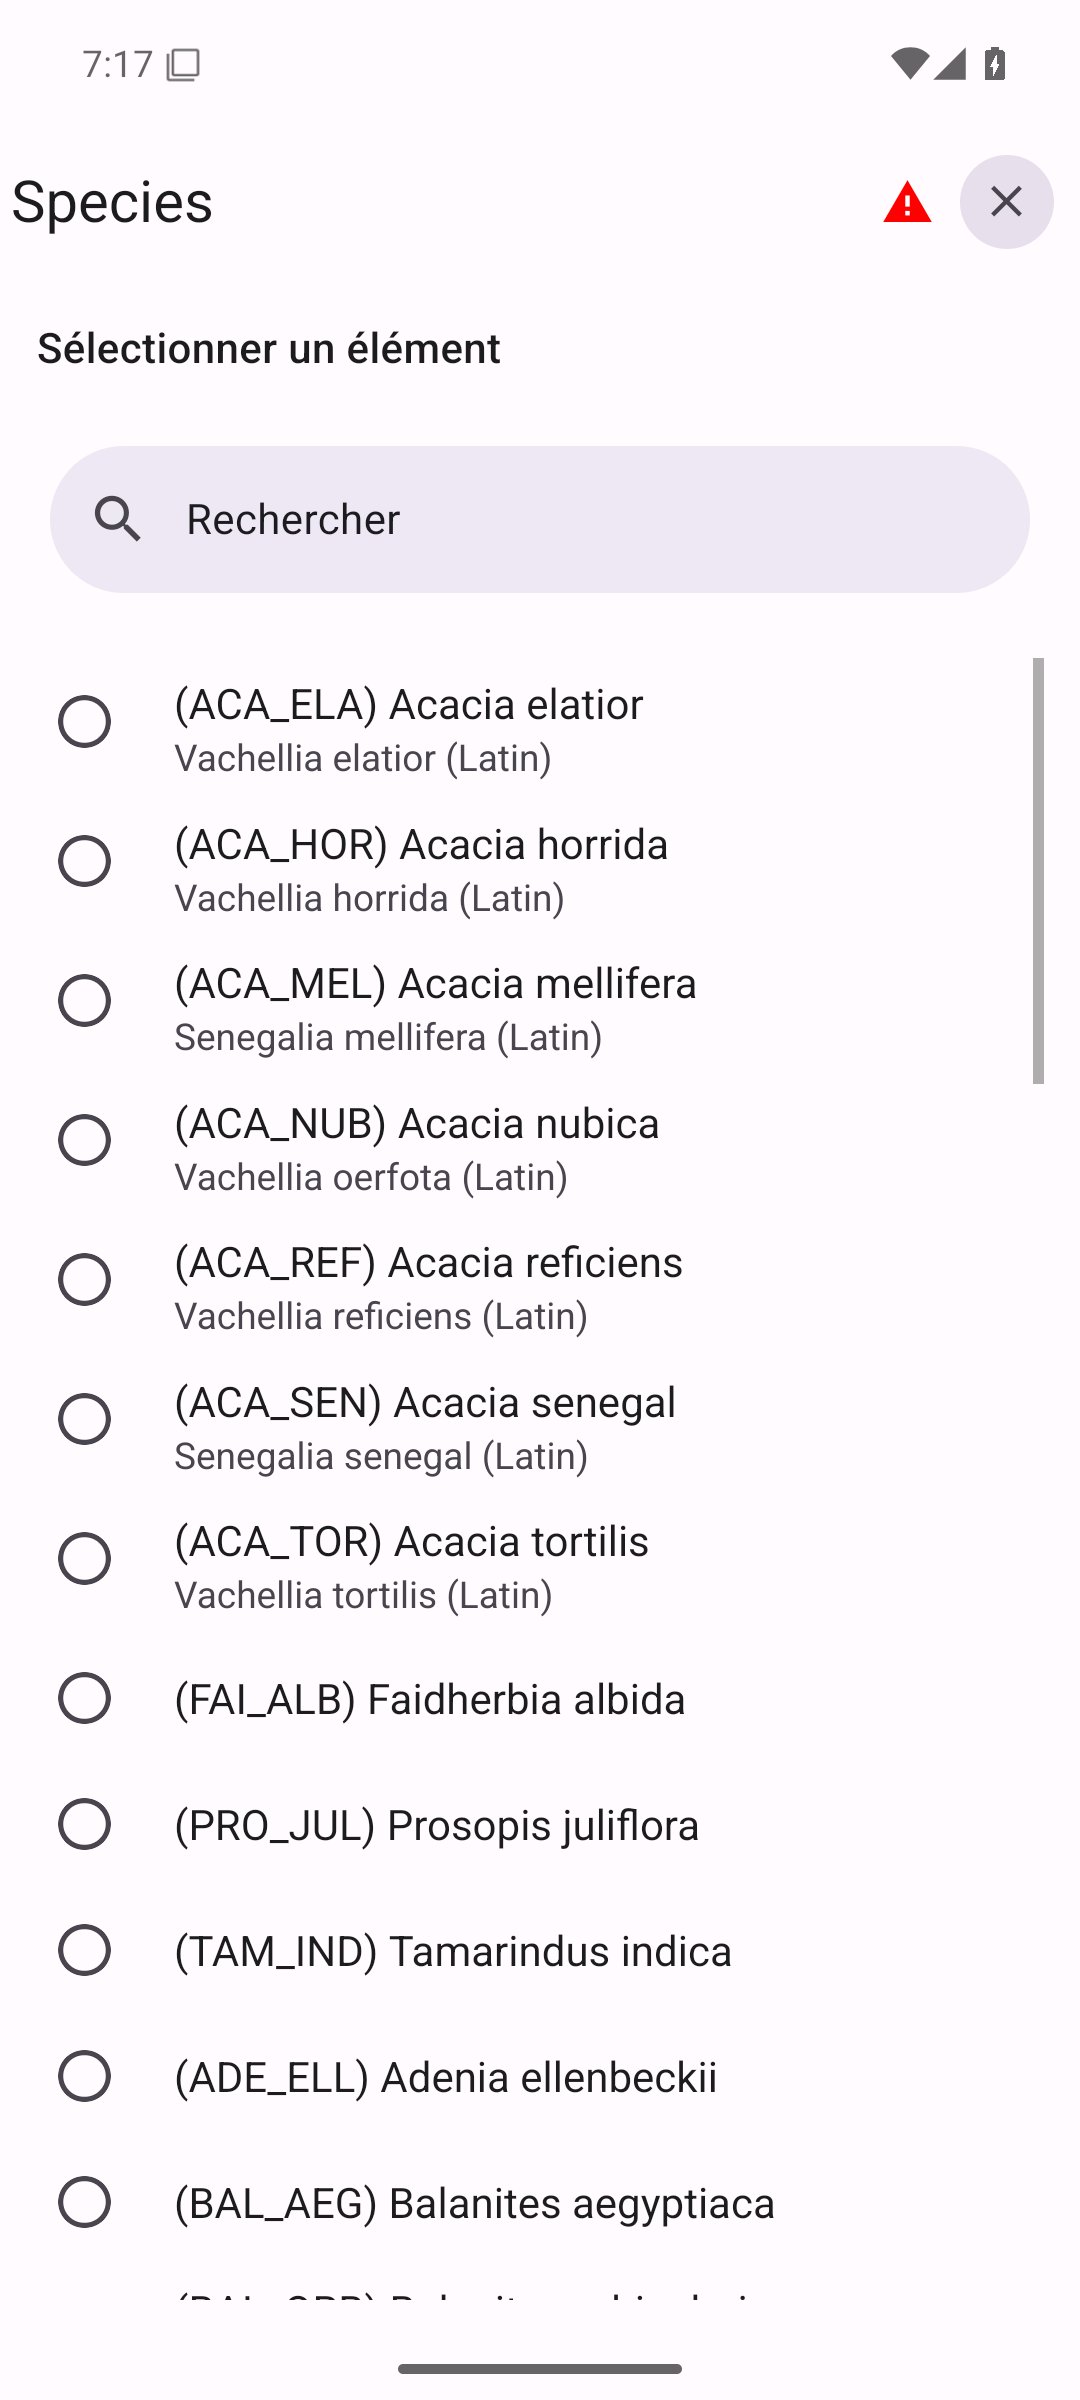 7:17
Species
Sélectionner un élément
Rechercher
(ACA_ELA) Acacia elatior
Vachellia elatior (Latin)
(ACA_HOR) Acacia horrida
Vachellia horrida (Latin)
(ACA_MEL) Acacia mellifera
Senegalia mellifera (Latin)
(ACA_NUB) Acacia nubica
Vachellia oerfota (Latin)
(ACA_REF) Acacia reficiens
Vachellia reficiens (Latin)
(ACA_SEN) Acacia senegal
Senegalia senegal (Latin)
(ACA_TOR) Acacia tortilis
Vachellia tortilis (Latin)
(FAI_ALB) Faidherbia albida
(PRO_JUL) Prosopis juliflora
(TAM_IND) Tamarindus indica
(ADE_ELL) Adenia ellenbeckii
(BAL_AEG) Balanites aegyptiaca